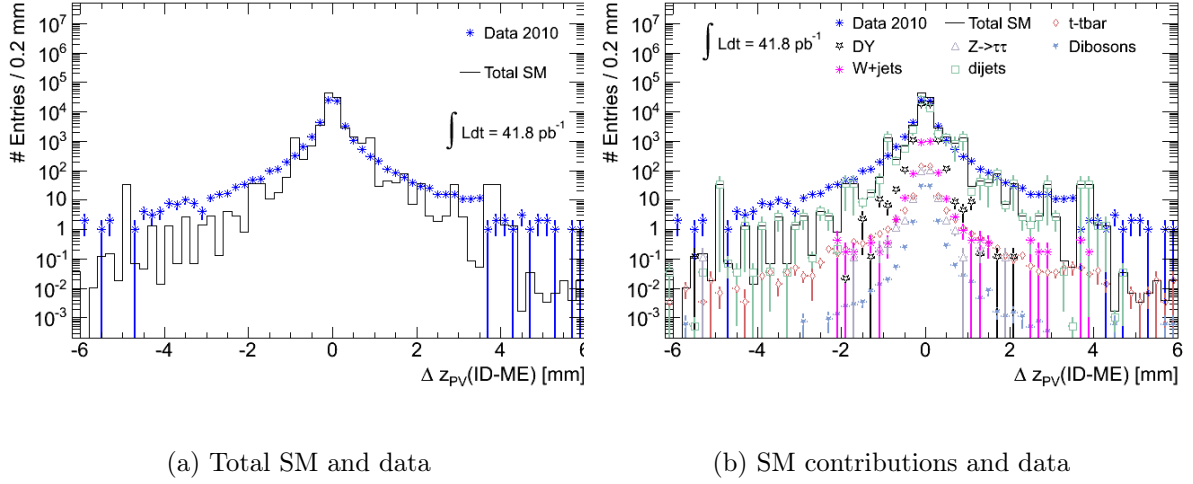 # Entries / 0.2 mm
10⁷
10⁵
10⁴
10³
10²
10
1
10⁻¹
10⁻²
10⁻³
Data 2010
Total SM
∫ Ldt = 41.8 pb⁻¹
-6 -4 -2 0 2 4 6
Δ z_PV(ID-ME) [mm]
(a) Total SM and data
# Entries / 0.2 mm
10⁷
10⁵
10⁴
10³
10²
10
1
10⁻¹
10⁻²
10⁻³
∫ Ldt = 41.8 pb⁻¹
Data 2010 Total SM t-tbar
DY Z->ττ Dibosons
W+jets dijets
-6 -4 -2 0 2 4 6
Δ z_PV(ID-ME) [mm]
(b) SM contributions and data